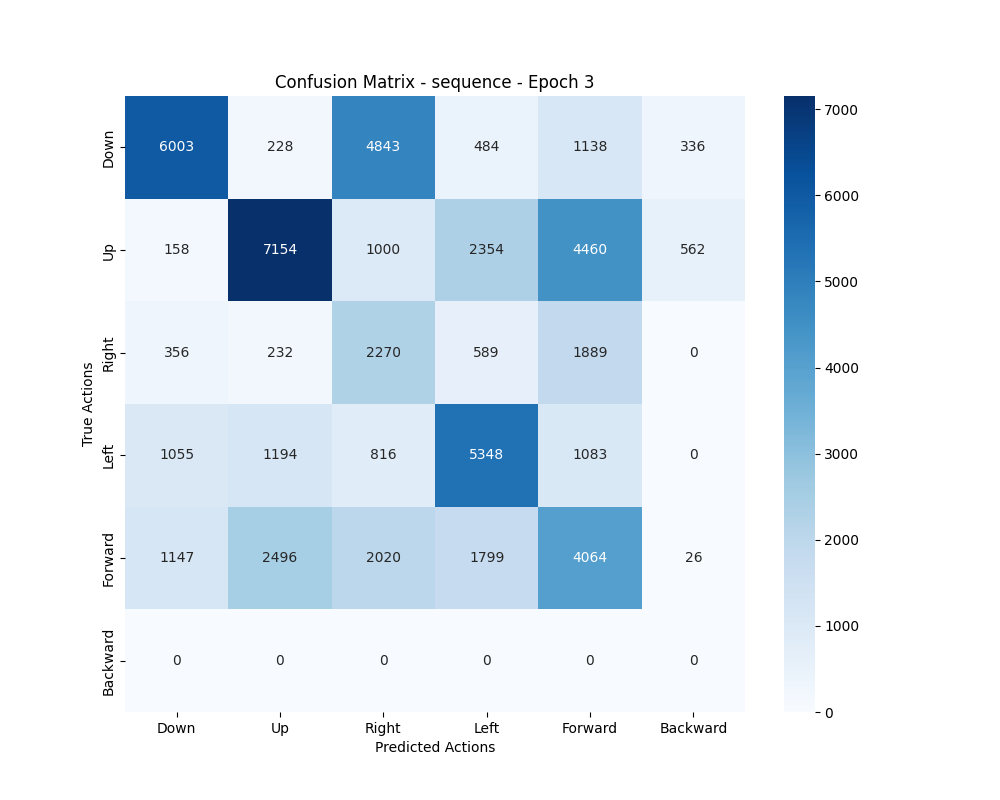 Confusion Matrix - sequence - Epoch 3
Down 6003 228 4843 484 1138 336
Up 158 7154 1000 2354 4460 562
Right 356 232 2270 589 1889 0
Left 1055 1194 816 5348 1083 0
Forward 1147 2496 2020 1799 4064 26
Backward 0 0 0 0 0 0
Down Up Right Left Forward Backward
Predicted Actions
True Actions
7000
6000
5000
4000
3000
2000
1000
0